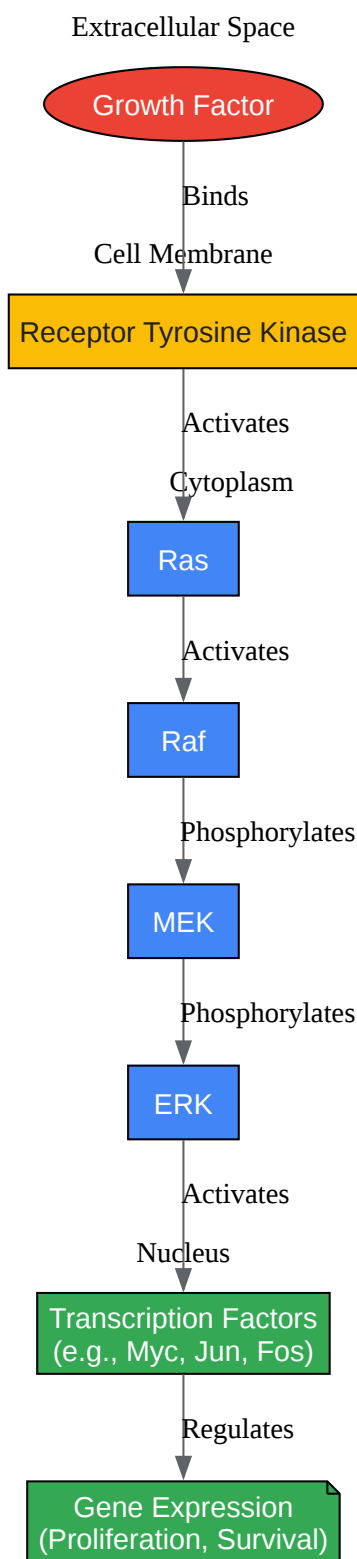 Extracellular Space
Growth Factor
Binds
Cell Membrane
Receptor Tyrosine Kinase
Activates
Cytoplasm
Ras
Activates
Raf
Phosphorylates
MEK
Phosphorylates
ERK
Activates
Nucleus
Transcription Factors
(e.g., Myc, Jun, Fos)
Regulates
Gene Expression
(Proliferation, Survival)